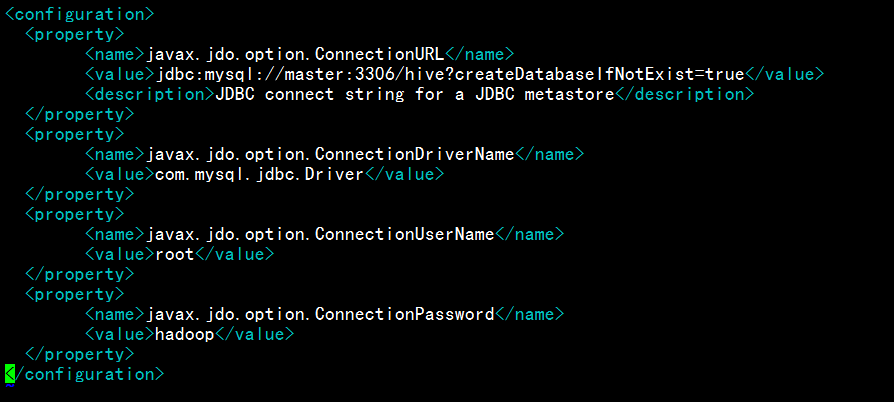 <configuration>
<property>
<name>javax.jdo.option.ConnectionURL</name>
<value>jdbc:mysql://master:3306/hive?createDatabaseIfNotExist=true</value>
<description>JDBC connect string for a JDBC metastore</description>
</property>
<property>
<name>javax.jdo.option.ConnectionDriverName</name>
<value>com.mysql.jdbc.Driver</value>
</property>
<property>
<name>javax.jdo.option.ConnectionUserName</name>
<value>root</value>
</property>
<property>
<name>javax.jdo.option.ConnectionPassword</name>
<value>hadoop</value>
</property>
</configuration>